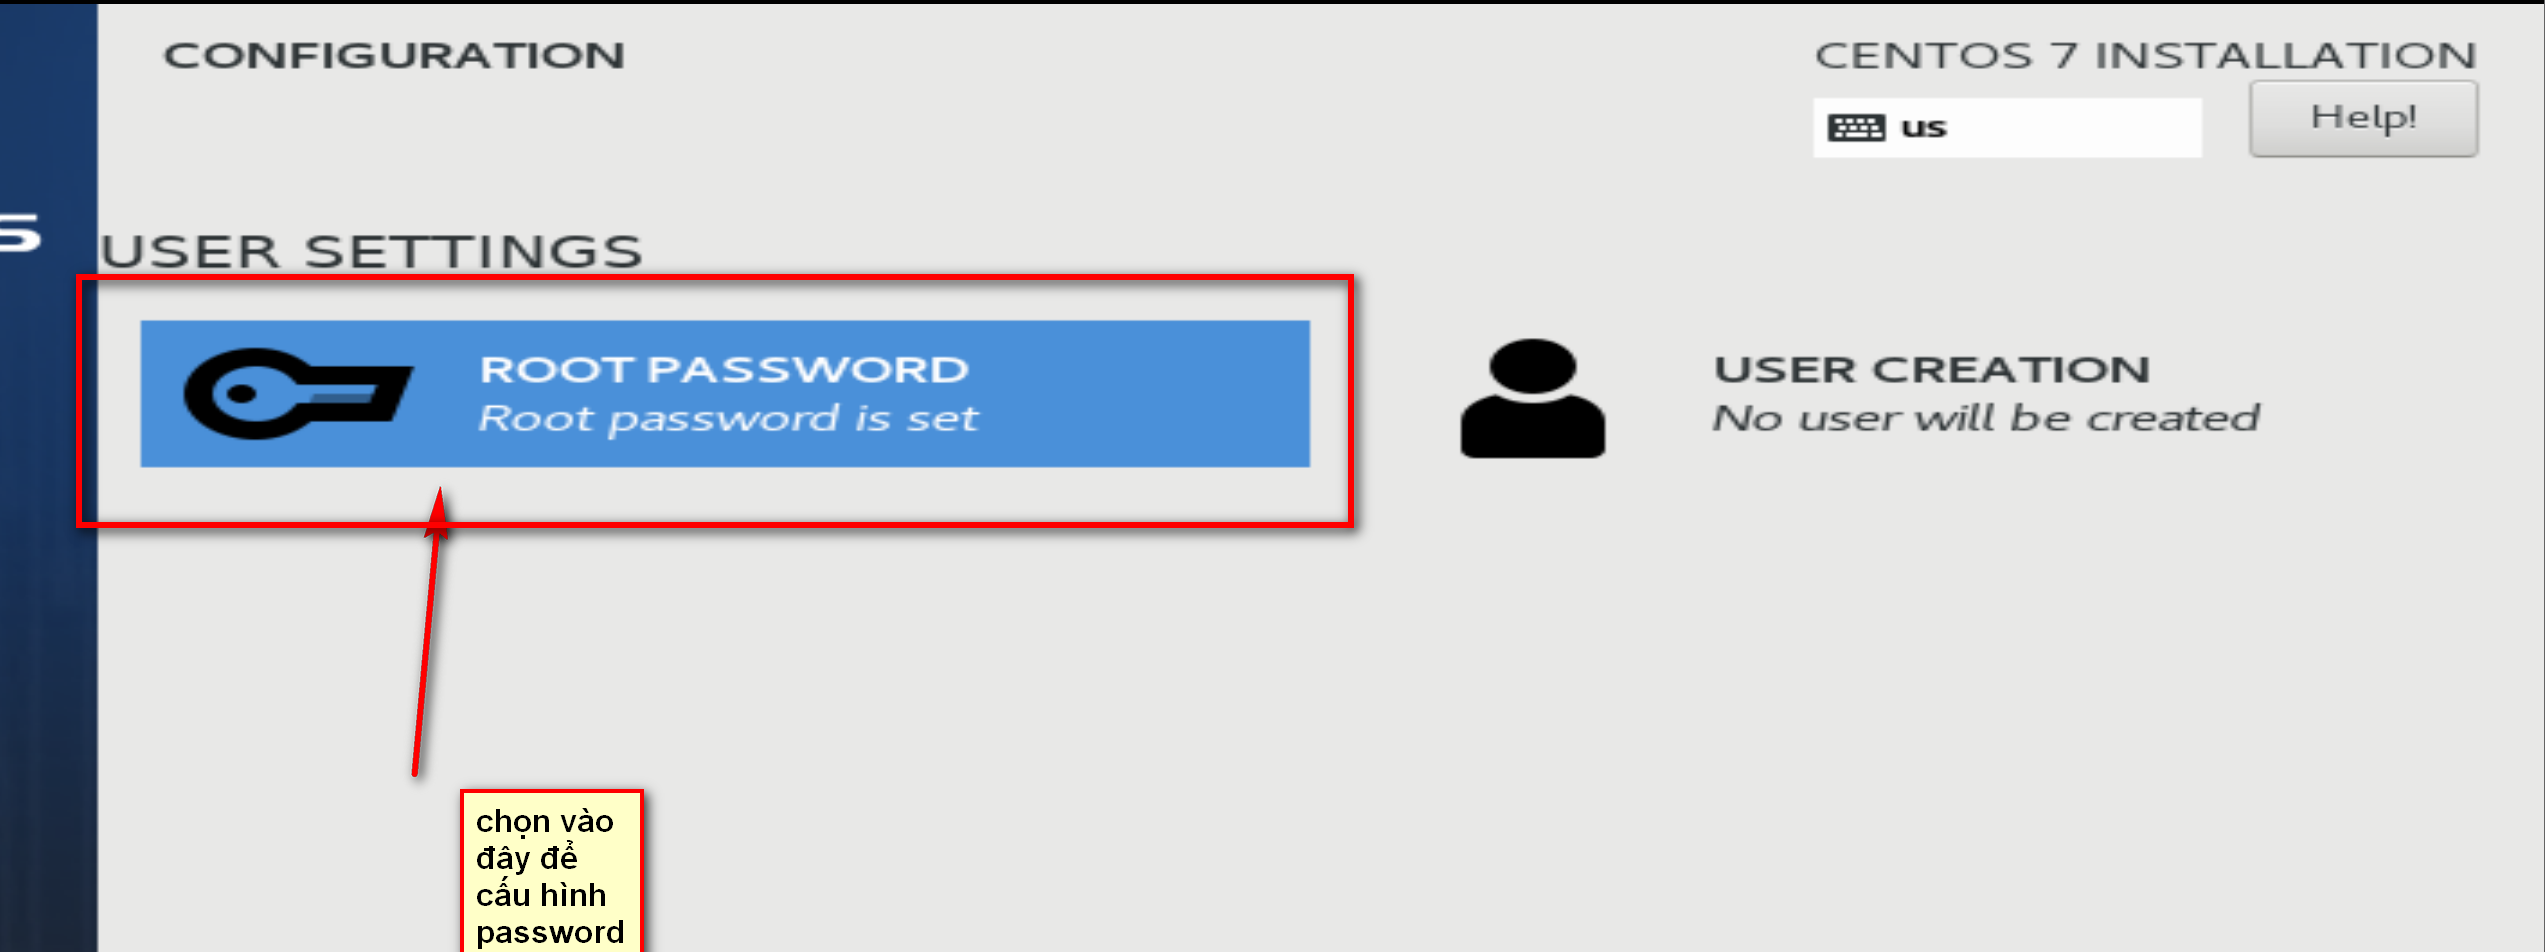 CONFIGURATION
CENTOS 7 INSTALLATION
us
Help!
S
USER SETTINGS
ROOT PASSWORD
Root password is set
USER CREATION
No user will be created
chọn vào
đây để
cấu hình
password